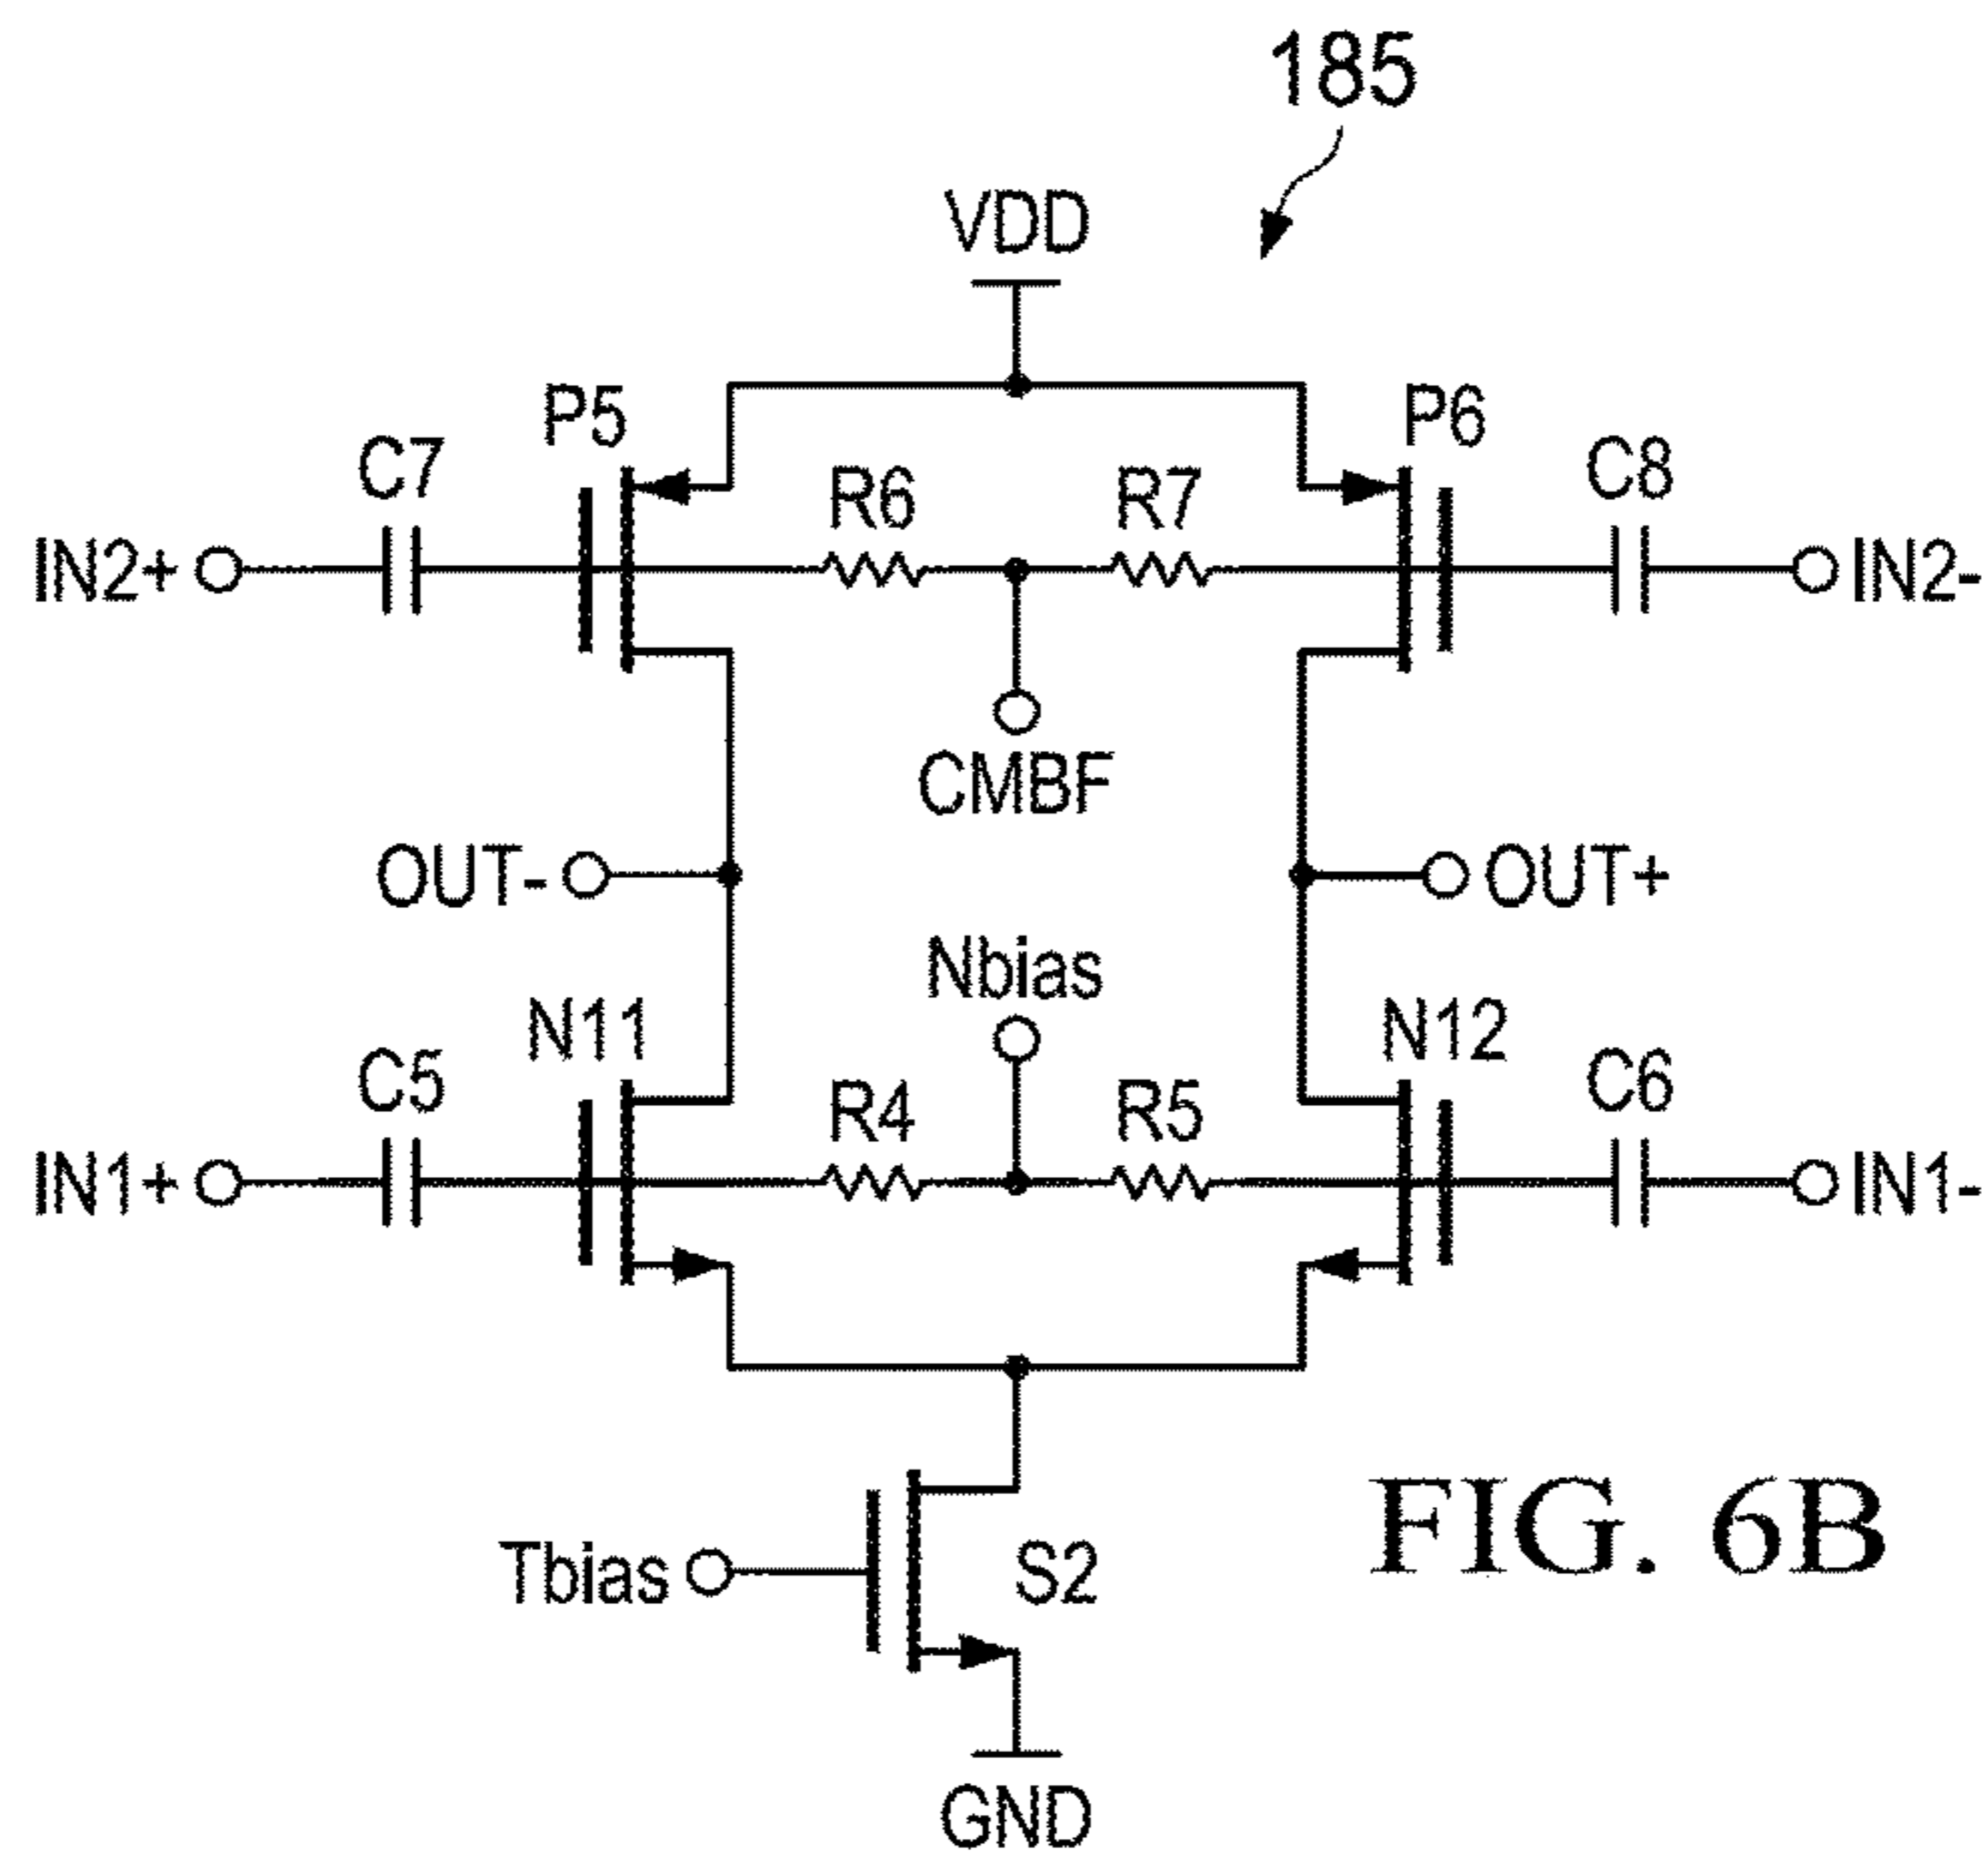 185
VDD
P5
P6
C7
C8
R6
R7
IN2+
IN2-
CMBF
OUT-
OUT+
Nbias
N11
N12
C5
C6
R4
R5
IN1+
IN1-
Tbias
S2
FIG. 6B
GND